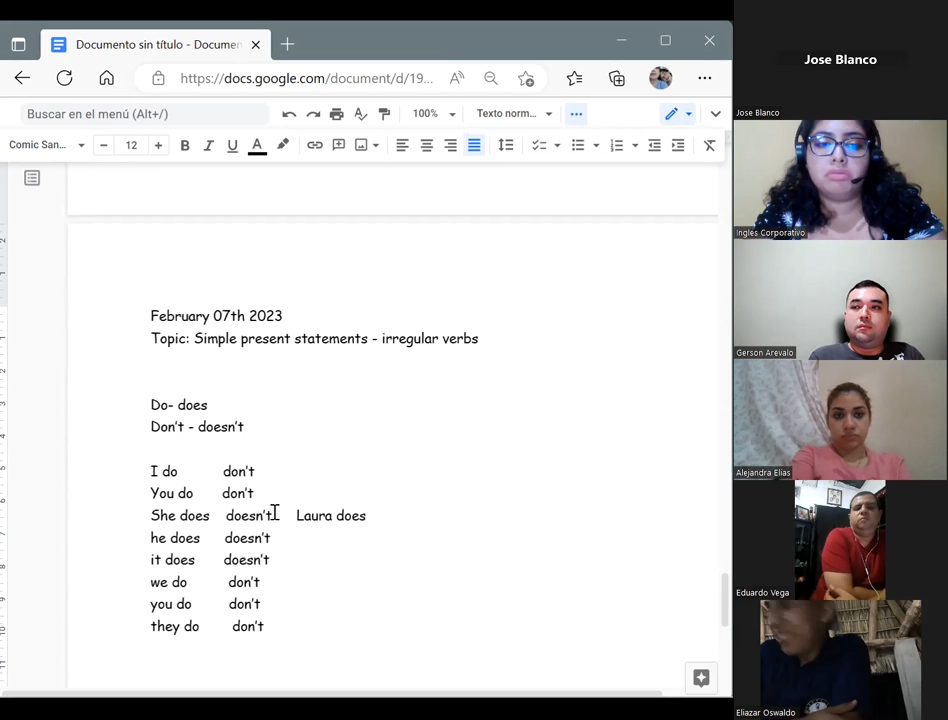 Documento sin título - Documen
https://docs.google.com/document/d/19...
Buscar en el menú (Alt+/)
100%
Texto norm...
Comic San...
12
February 07th 2023
Topic: Simple present statements - irregular verbs
Do- does
Don't - doesn't
I do don't
You do don't
She does doesn't Laura does
he does doesn't
it does doesn't
we do don't
you do don't
they do don't
Jose Blanco
Jose Blanco
Ingles Corporativo
Gerson Arevalo
Alejandra Elias
Eduardo Vega
Eliazar Oswaldo